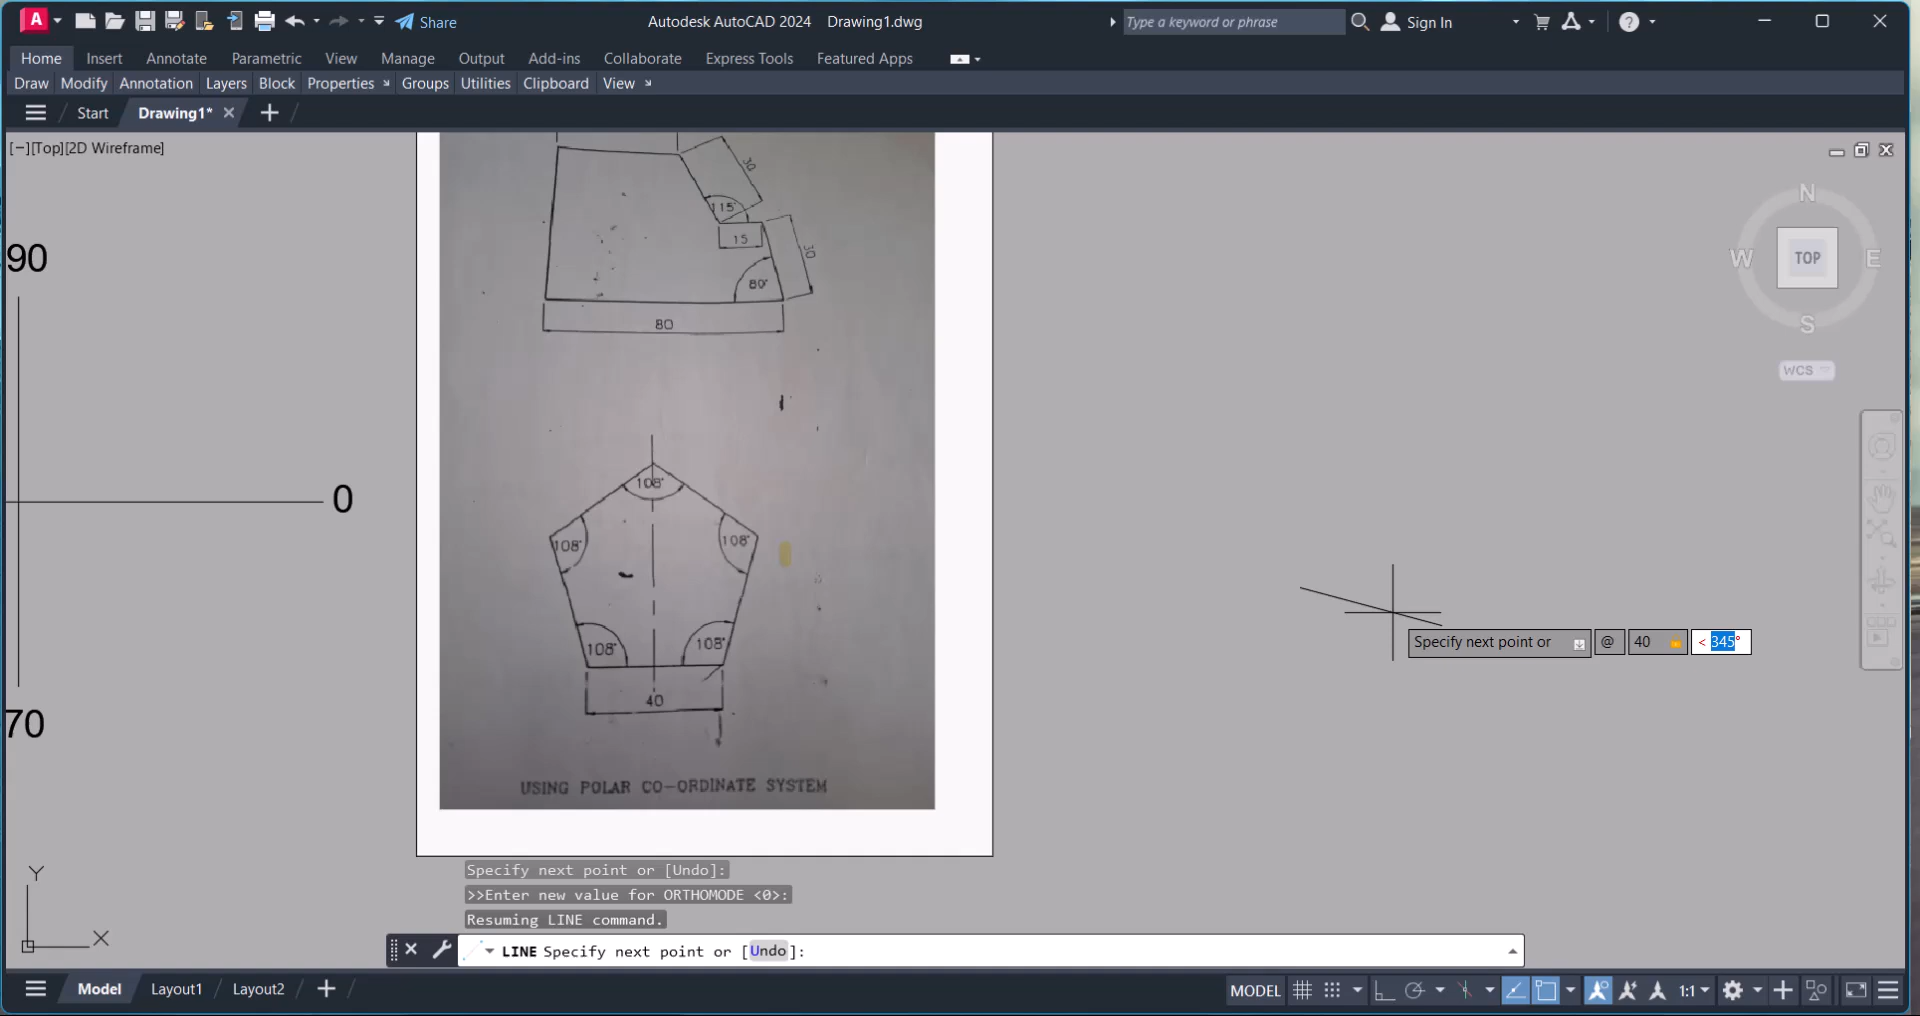 A
Share
Autodesk AutoCAD 2024 Drawing1.dwg
Type a keyword or phrase
Sign In
?
Home Insert Annotate Parametric View Manage Output Add-ins Collaborate Express Tools Featured Apps
Draw Modify Annotation Layers Block Properties Groups Utilities Clipboard View
Start Drawing1*
[−][Top][2D Wireframe]
N
W TOP E
S
WCS
90
0
70
30
115°
15
30
80°
80
108°
108° 108°
108° 108°
40
USING POLAR CO-ORDINATE SYSTEM
Specify next point or @ 40 < 345°
Y
X
Specify next point or [Undo]:
>>Enter new value for ORTHOMODE <0>:
Resuming LINE command.
LINE Specify next point or [Undo]:
Model Layout1 Layout2
MODEL 1:1